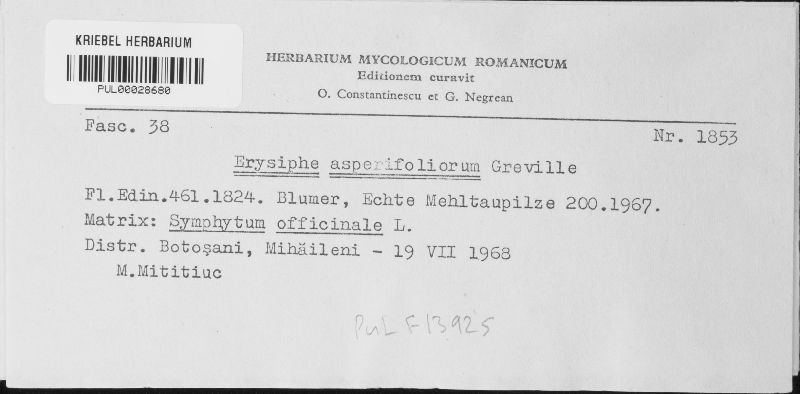 KRIEBEL HERBARIUM
PUL00028680
HERBARIUM MYCOLOGICUM ROMANICUM
Editionem curavit
O. Constantinescu et G. Negrean
Fasc. 38
Nr. 1853
Erysiphe asperifoliorum Greville
Fl.Edin.461.1824. Blumer, Echte Mehltaupilze 200.1967.
Matrix: Symphytum officinale L.
Distr. Botoşani, Mihăileni - 19 VII 1968
M.Mititiuc
PUL F13925